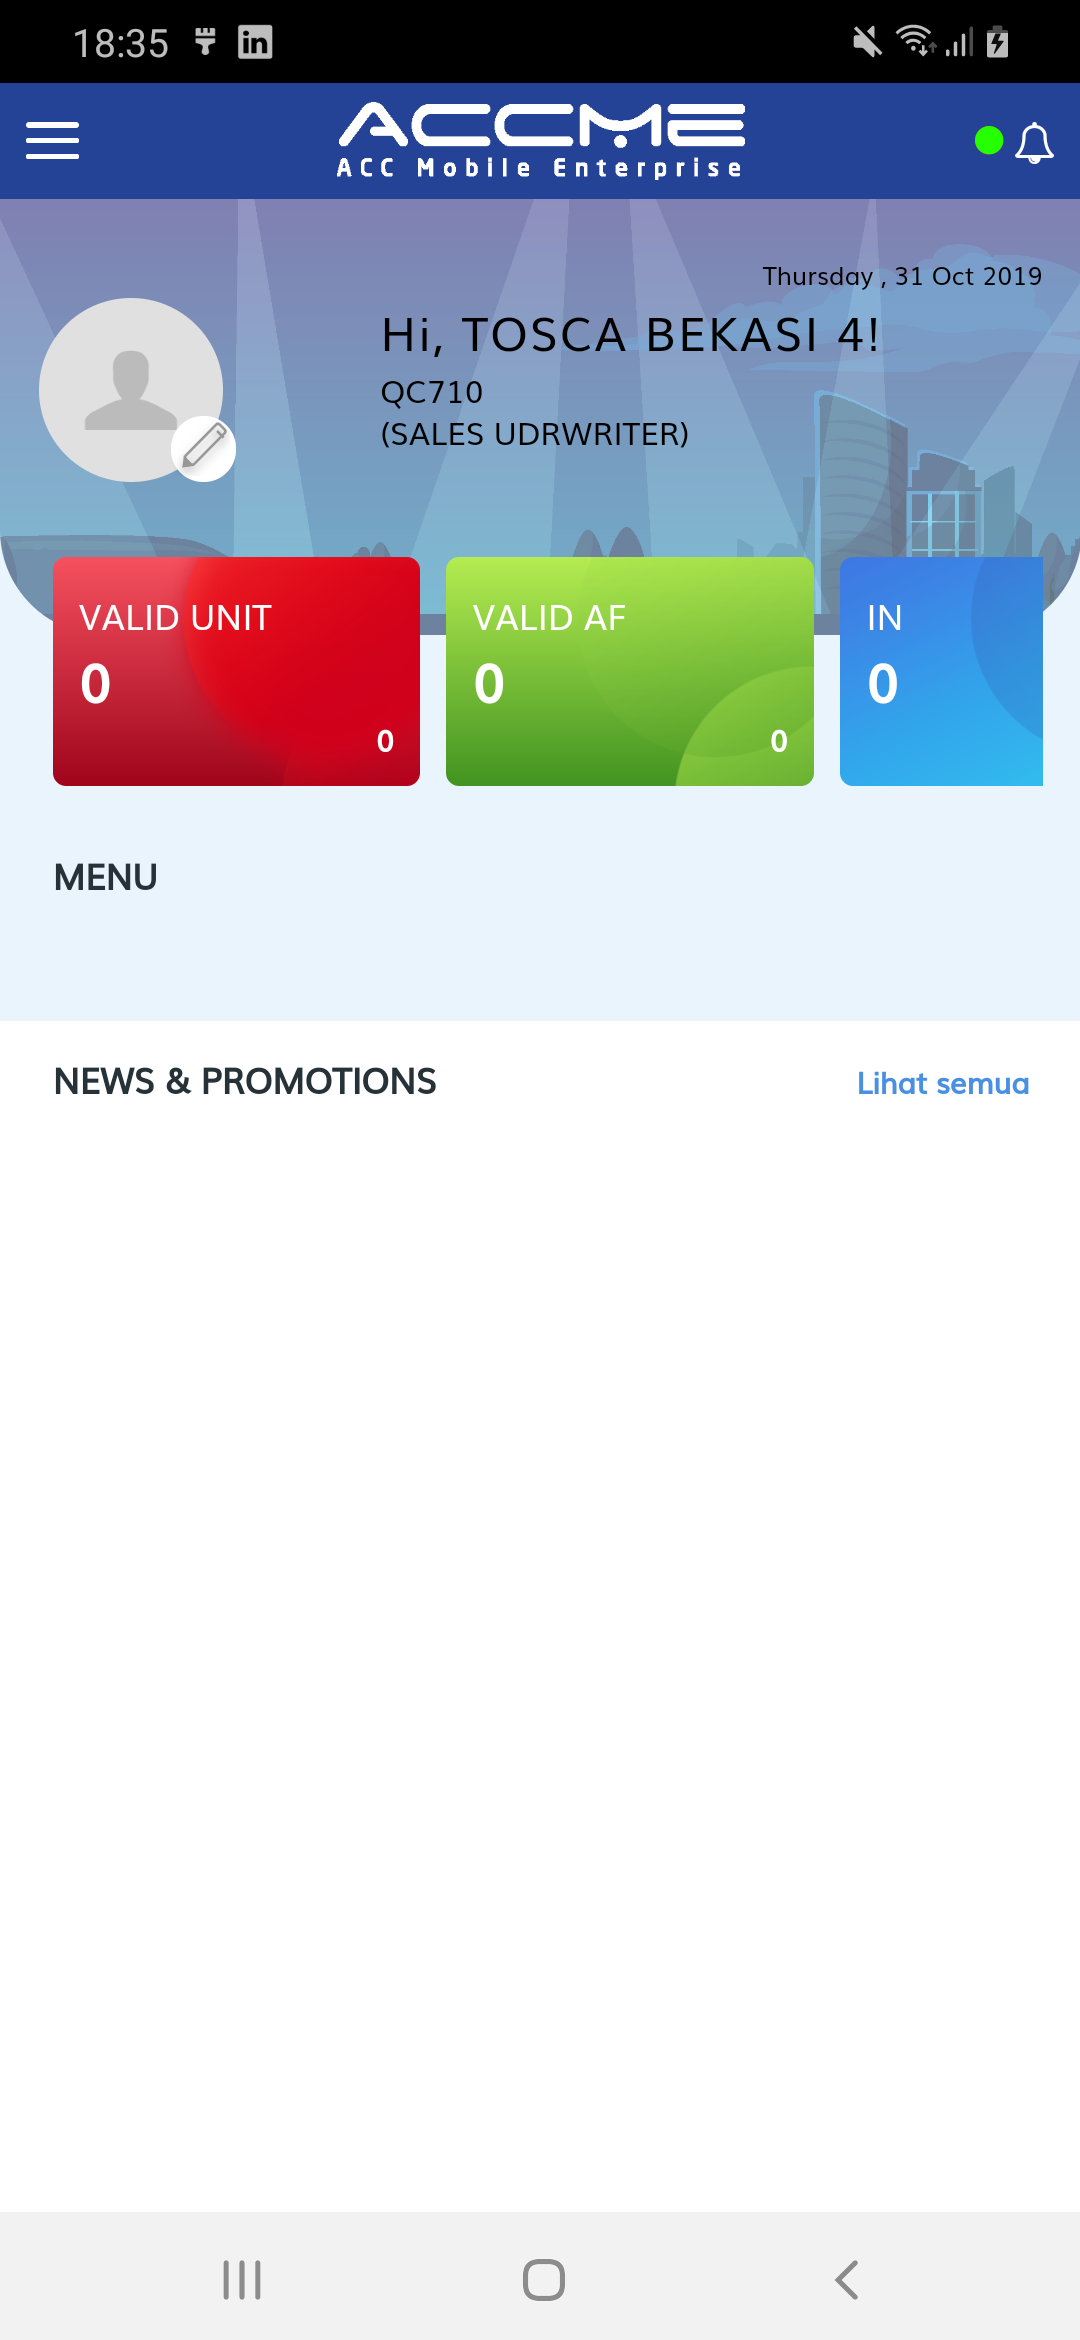 18:35 in
ACCME
ACC Mobile Enterprise
Thursday , 31 Oct 2019
Hi, TOSCA BEKASI 4!
QC710
(SALES UDRWRITER)
VALID UNIT
0
0
VALID AF
0
0
IN
0
MENU
NEWS & PROMOTIONS
Lihat semua